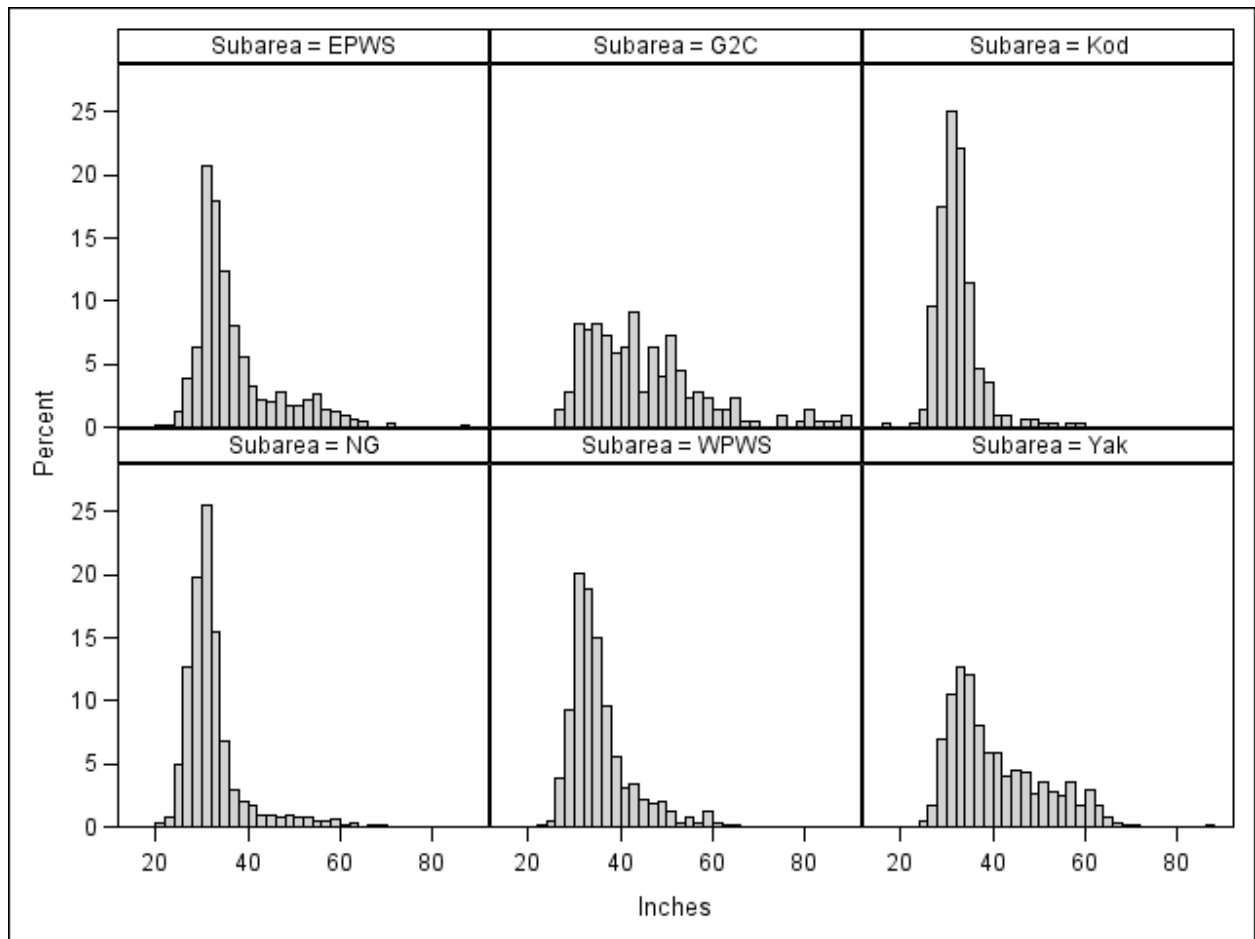 Subarea = EPWS
Subarea = G2C
Subarea = Kod
25
20
15
10
5
0
Percent
Subarea = NG
Subarea = WPWS
Subarea = Yak
25
20
15
10
5
0
20 40 60 80
20 40 60 80
20 40 60 80
Inches